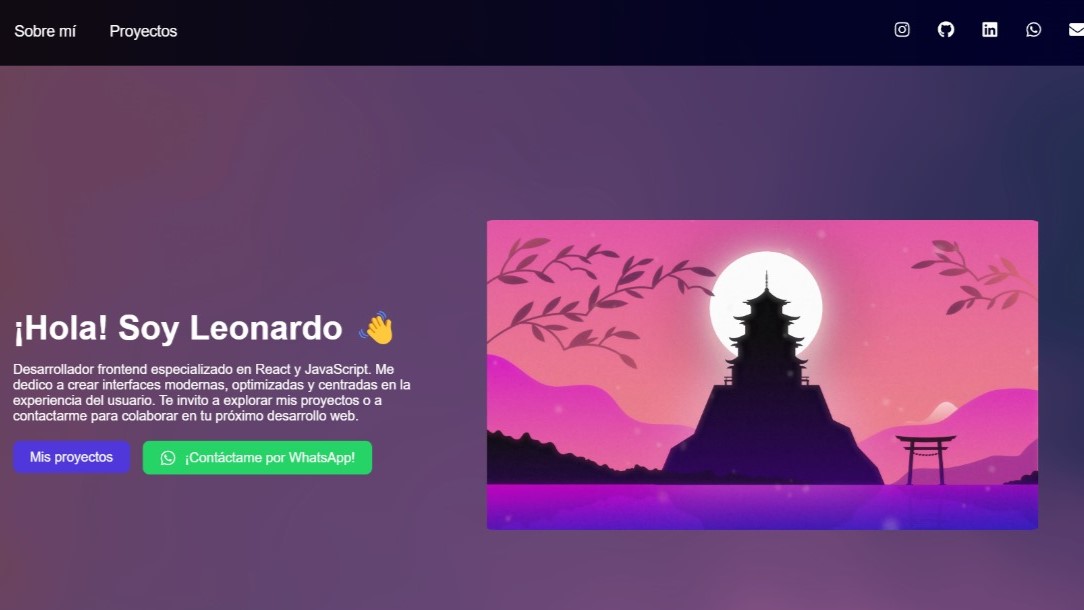 Sobre mí Proyectos
¡Hola! Soy Leonardo 👋
Desarrollador frontend especializado en React y JavaScript. Me
dedico a crear interfaces modernas, optimizadas y centradas en la
experiencia del usuario. Te invito a explorar mis proyectos o a
contactarme para colaborar en tu próximo desarrollo web.
Mis proyectos ¡Contáctame por WhatsApp!